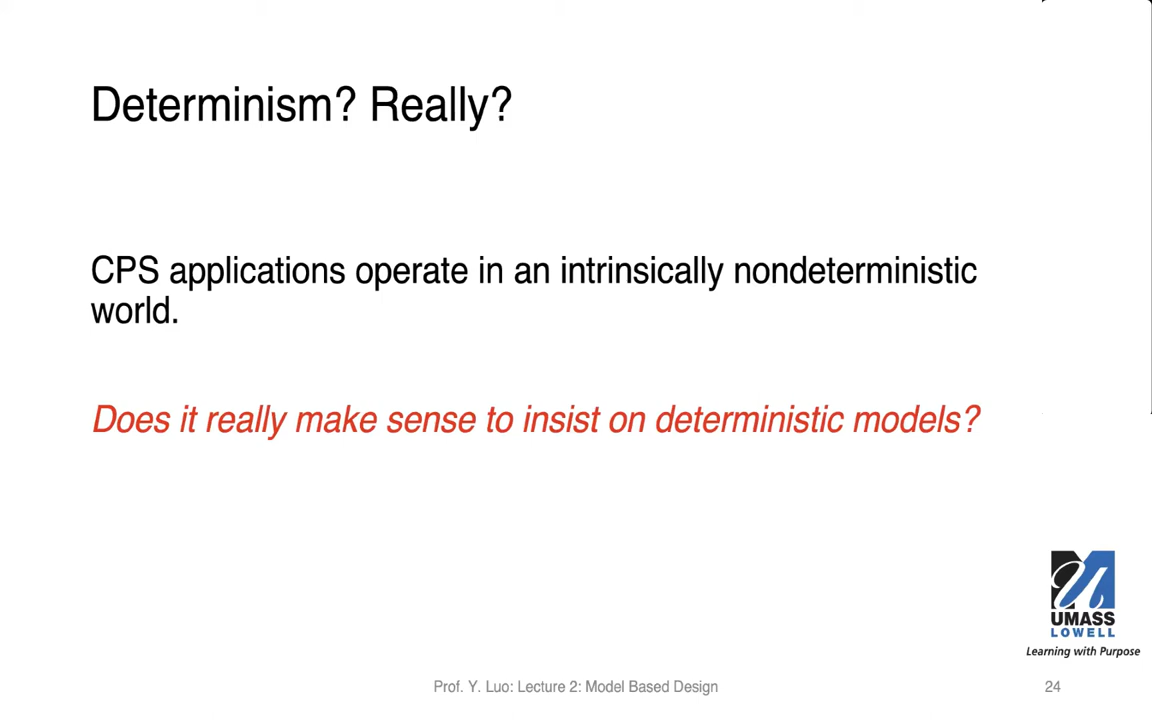 Determinism? Really?
CPS applications operate in an intrinsically nondeterministic
world.
Does it really make sense to insist on deterministic models?
UMASS
LOWELL
Learning with Purpose
Prof. Y. Luo: Lecture 2: Model Based Design
24